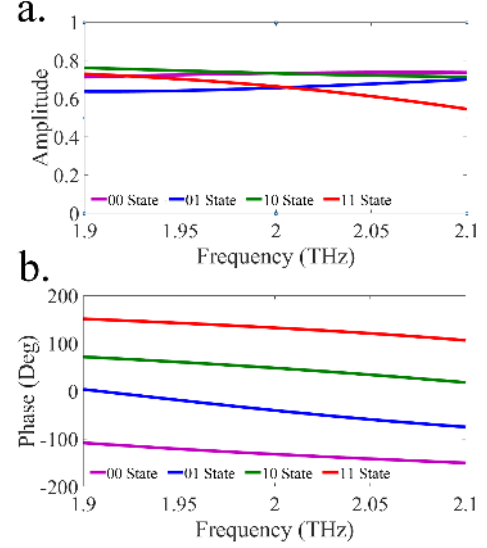 a.
Amplitude
1
0.8
0.6
0.4
0.2
0
00 State 01 State 10 State 11 State
1.9 1.95 2 2.05 2.1
Frequency (THz)
b.
Phase (Deg)
200
100
0
-100
-200
00 State 01 State 10 State 11 State
1.9 1.95 2 2.05 2.1
Frequency (THz)